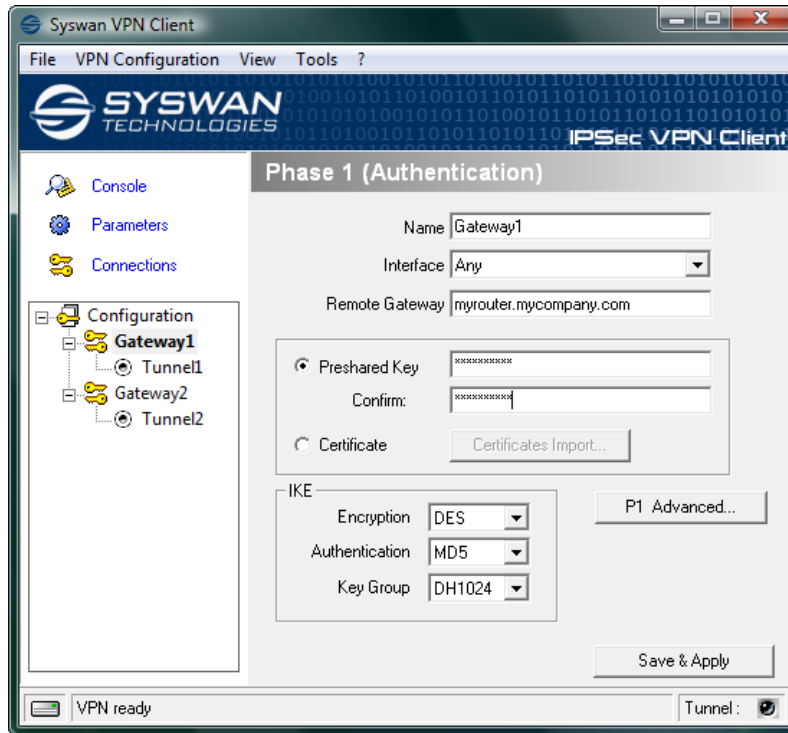 Syswan VPN Client
File VPN Configuration View Tools ?
SYSWAN
TECHNOLOGIES
IPSec VPN Client
Console
Parameters
Connections
Configuration
Gateway1
Tunnel1
Gateway2
Tunnel2
Phase 1 (Authentication)
Name Gateway1
Interface Any
Remote Gateway myrouter.mycompany.com
Preshared Key **********
Confirm: **********
Certificate Certificates Import...
IKE
Encryption DES
Authentication MD5
Key Group DH1024
P1 Advanced...
Save & Apply
VPN ready Tunnel :